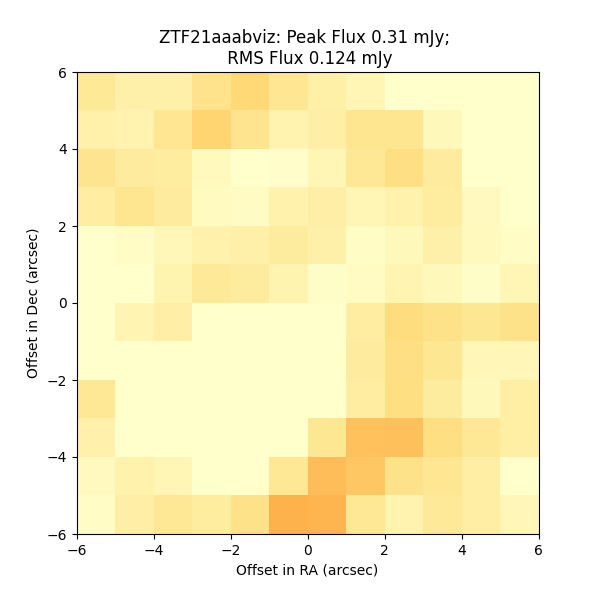 ZTF21aaabviz: Peak Flux 0.31 mJy;
RMS Flux 0.124 mJy
6
4
2
0
−2
−4
−6
Offset in Dec (arcsec)
−6 −4 −2 0 2 4 6
Offset in RA (arcsec)